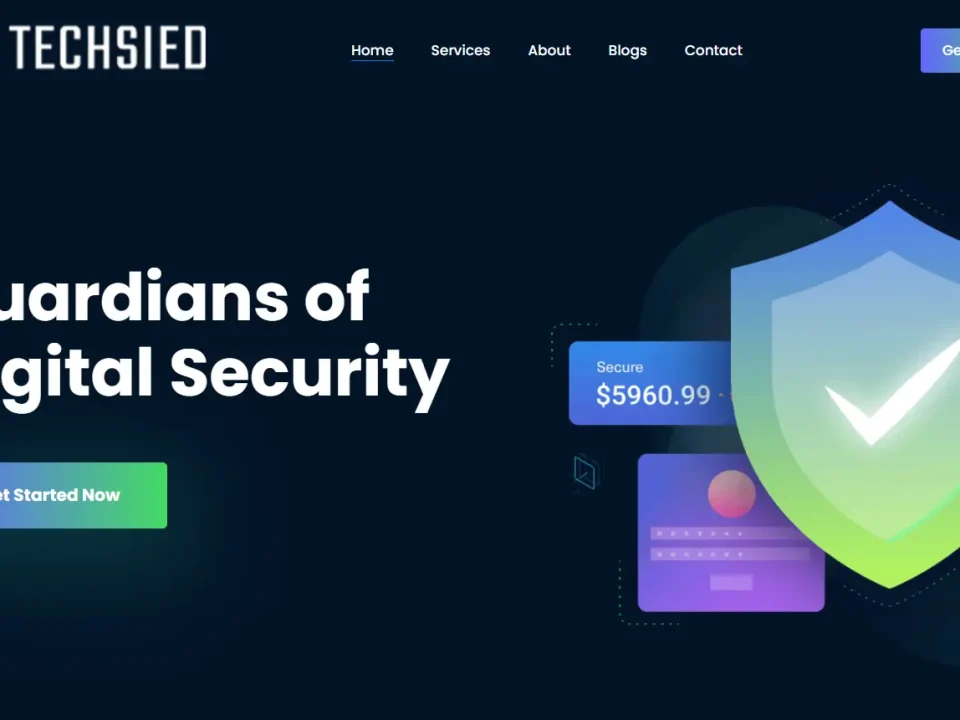 TECHSIED
Home Services About Blogs Contact
Ge
uardians of
igital Security
Secure
$5960.99
et Started Now